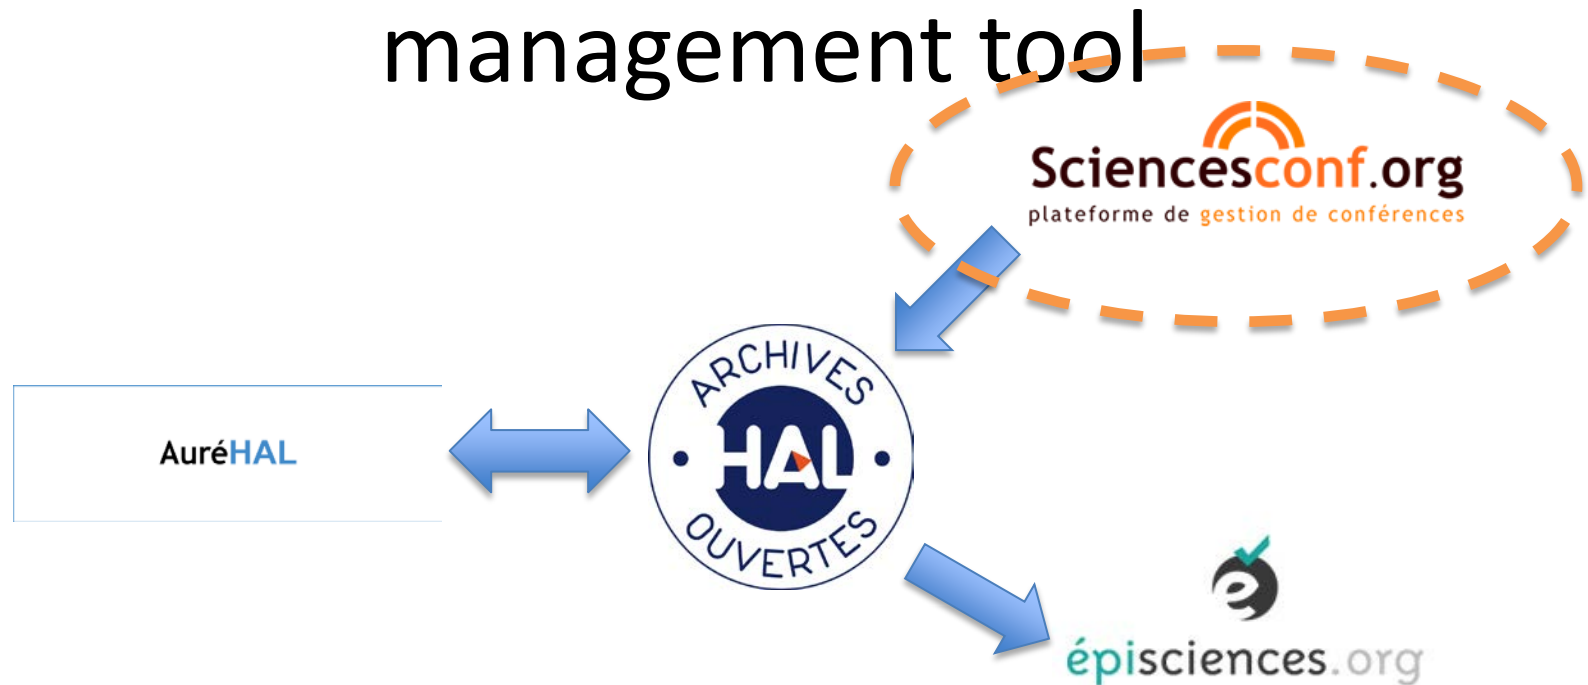 management tool
Sciencesconf.org
plateforme de gestion de conférences
ARCHIVES
HAL
OUVERTES
AuréHAL
épisciences.org